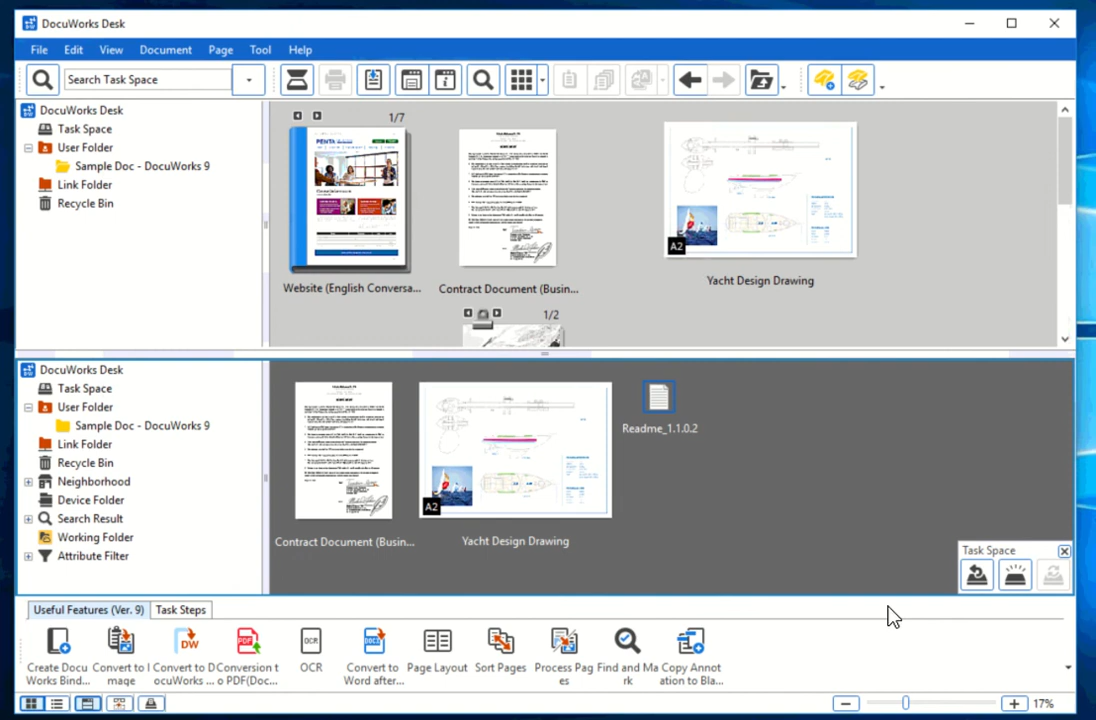 DocuWorks Desk
File Edit View Document Page Tool Help
Search Task Space
DocuWorks Desk
Task Space
User Folder
Sample Doc - DocuWorks 9
Link Folder
Recycle Bin
1/7
PENTA
A2
Website (English Conversa...
Contract Document (Busin...
Yacht Design Drawing
1/2
DocuWorks Desk
Task Space
User Folder
Sample Doc - DocuWorks 9
Link Folder
Recycle Bin
Neighborhood
Device Folder
Search Result
Working Folder
Attribute Filter
A2
Readme_1.1.0.2
Contract Document (Busin...
Yacht Design Drawing
Task Space
Useful Features (Ver. 9) Task Steps
DW
PDF
OCR
DOCX
Create Docu
Works Bind...
Convert to I
mage
Convert to D
ocuWorks ...
Conversion t
o PDF(Doc...
OCR
Convert to
Word after...
Page Layout
Sort Pages
Process Pag
es
Find and Ma
rk
Copy Annot
ation to Bla...
17%